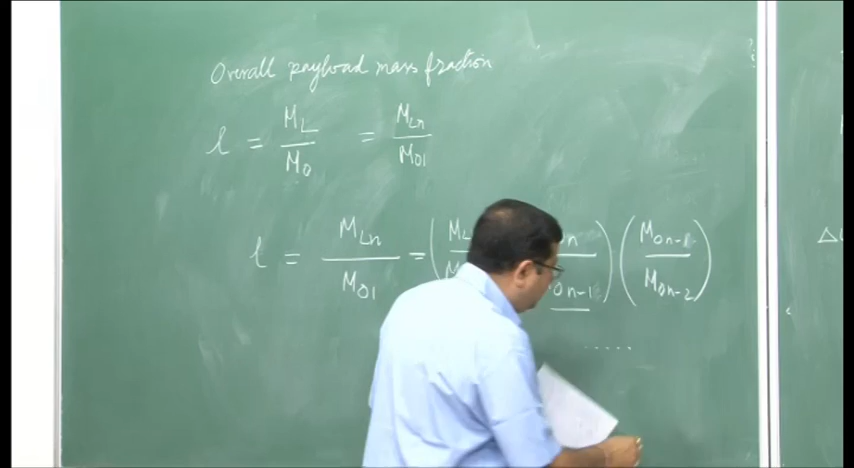 Overall payload mass fraction
l = M_L / M_0 = M_Ln / M_01
l = M_Ln / M_01 = ( M_L n / 0n-1 ) ( M_0n-1 / M_0n-2 )
.....
Δ